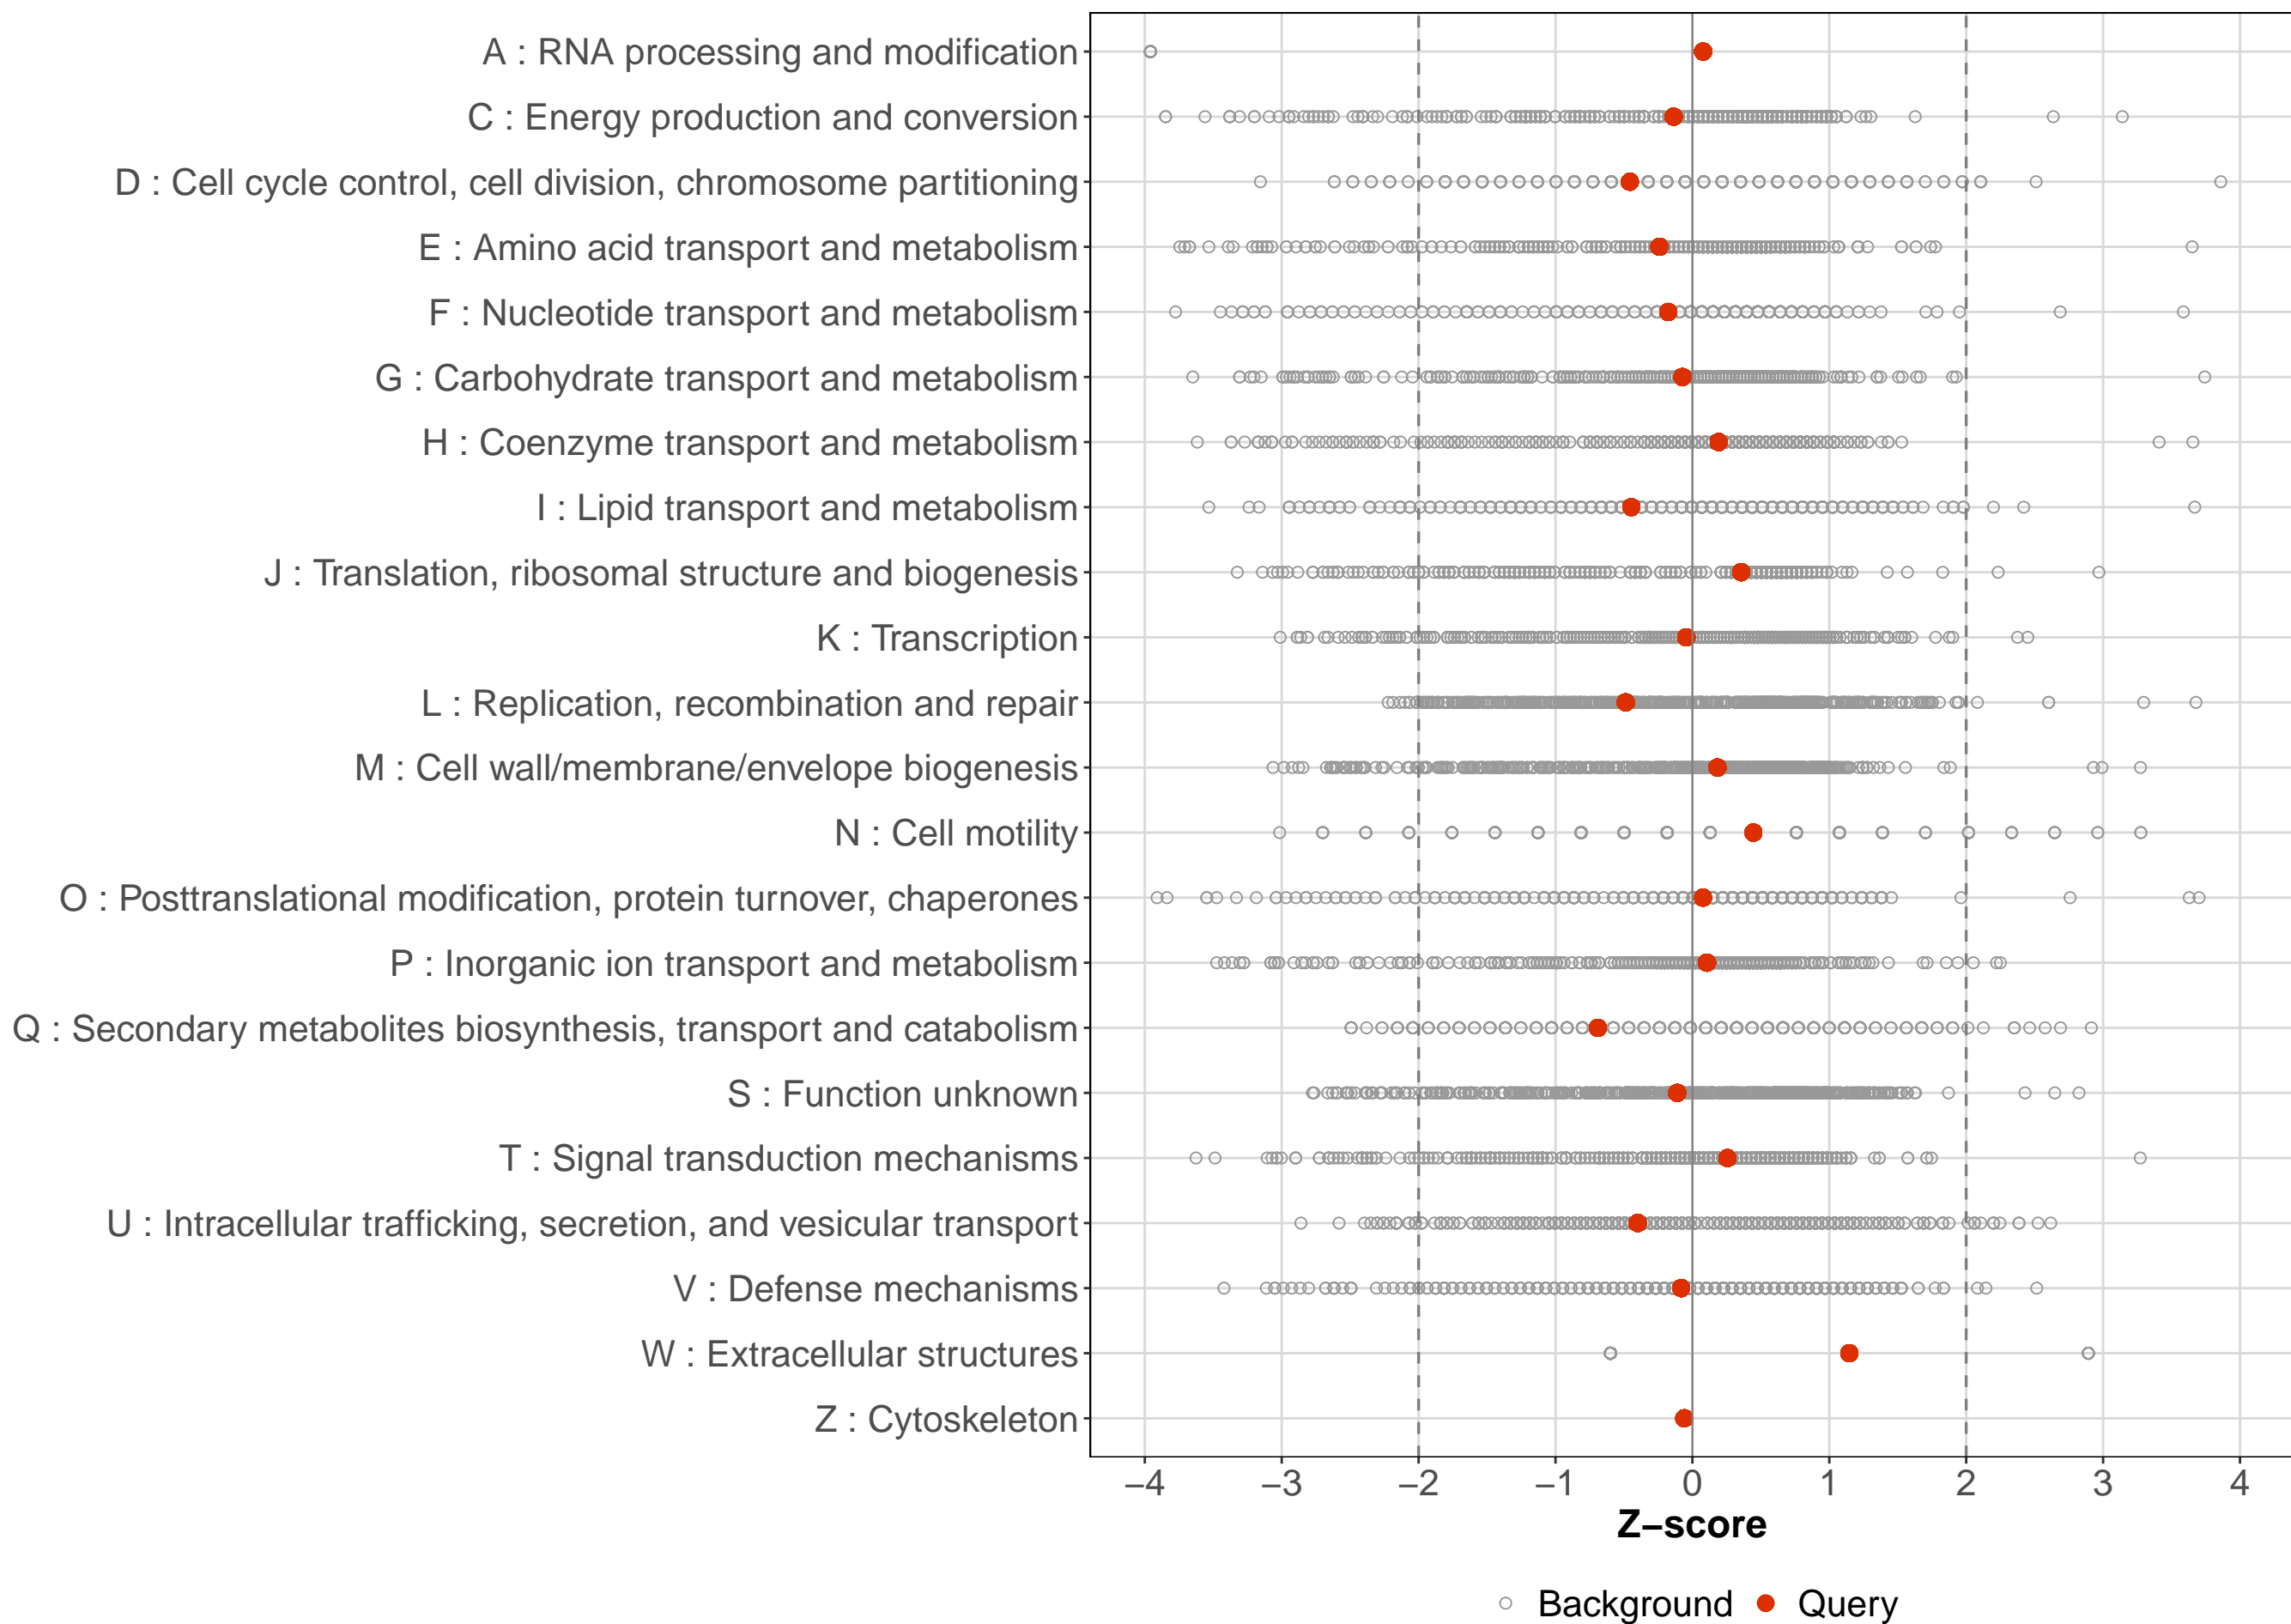 A : RNA processing and modification
C : Energy production and conversion
D : Cell cycle control, cell division, chromosome partitioning
E : Amino acid transport and metabolism
F : Nucleotide transport and metabolism
G : Carbohydrate transport and metabolism
H : Coenzyme transport and metabolism
I : Lipid transport and metabolism
J : Translation, ribosomal structure and biogenesis
K : Transcription
L : Replication, recombination and repair
M : Cell wall/membrane/envelope biogenesis
N : Cell motility
O : Posttranslational modification, protein turnover, chaperones
P : Inorganic ion transport and metabolism
Q : Secondary metabolites biosynthesis, transport and catabolism
S : Function unknown
T : Signal transduction mechanisms
U : Intracellular trafficking, secretion, and vesicular transport
V : Defense mechanisms
W : Extracellular structures
Z : Cytoskeleton
−4 −3 −2 −1 0 1 2 3 4
Z−score
Background Query